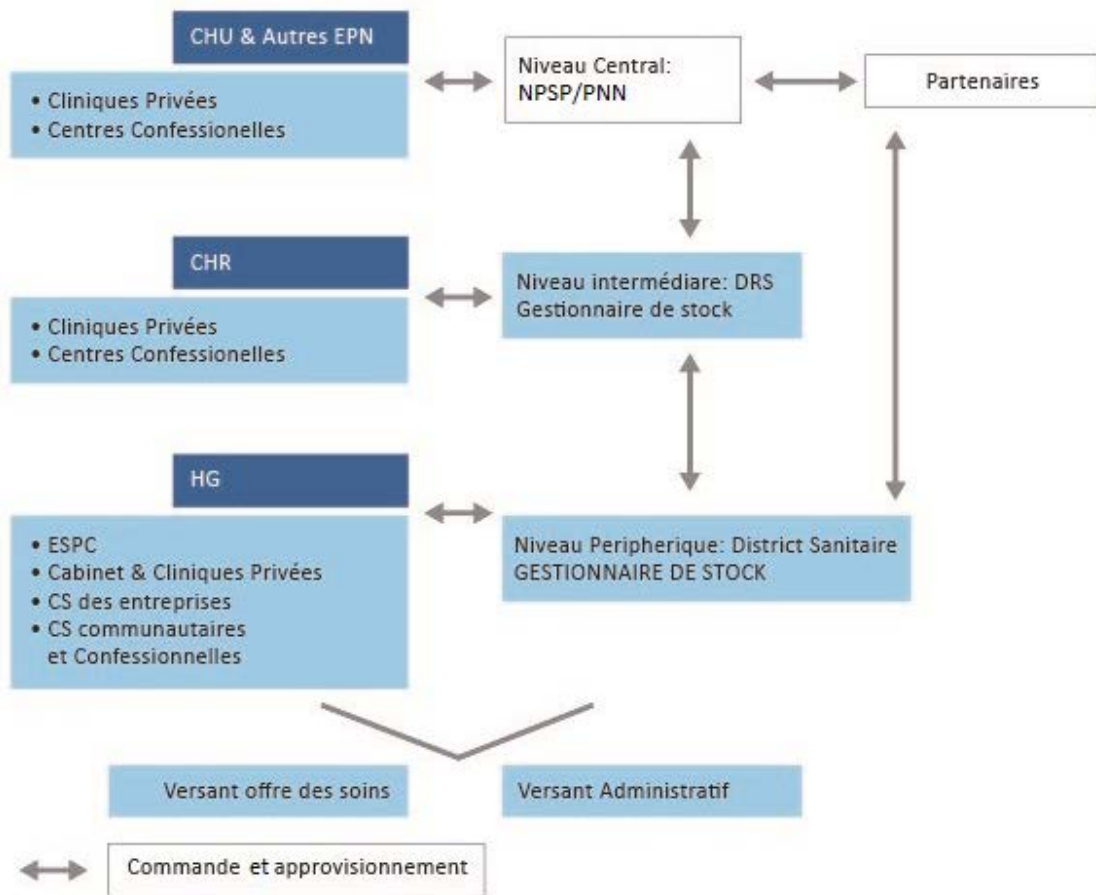 CHU & Autres EPN
• Cliniques Privées
• Centres Confessionelles
Niveau Central:
NPSP/PNN
Partenaires
CHR
• Cliniques Privées
• Centres Confessionelles
Niveau intermédiare: DRS
Gestionnaire de stock
HG
• ESPC
• Cabinet & Cliniques Privées
• CS des entreprises
• CS communautaires
et Confessionnelles
Niveau Peripherique: District Sanitaire
GESTIONNAIRE DE STOCK
Versant offre des soins
Versant Administratif
Commande et approvisionnement